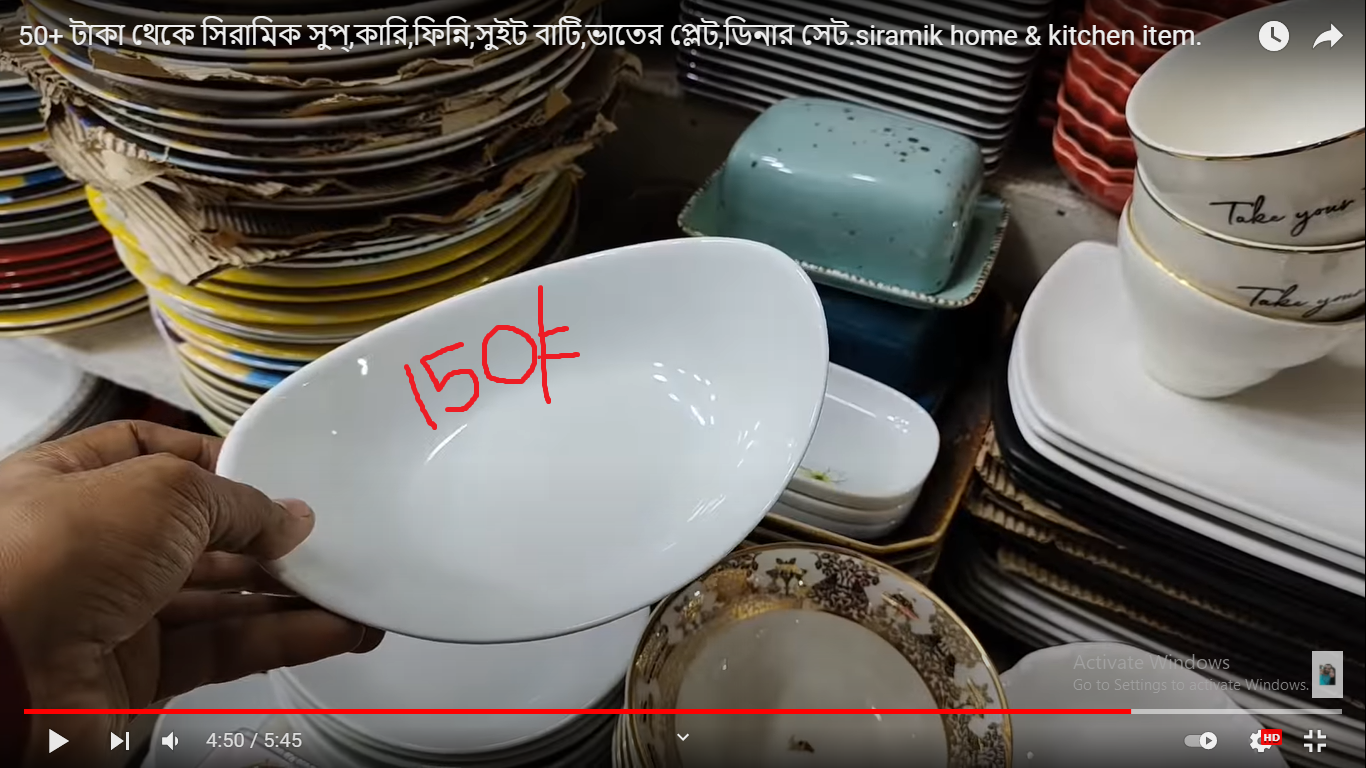 50+ টাকা থেকে সিরামিক সুপ্,কারি,ফিন্নি,সুইট বাটি,ভাতের প্লেট,ডিনার সেট.siramik home & kitchen item.
Take your
Take your
150৳
Activate Windows
Go to Settings to activate Windows.
4:50 / 5:45
HD